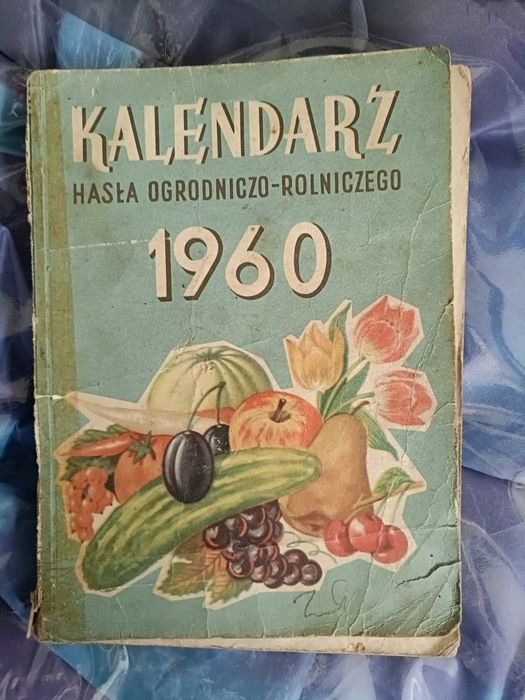 KALENDARZ
HASŁA OGRODNICZO-ROLNICZEGO
1960